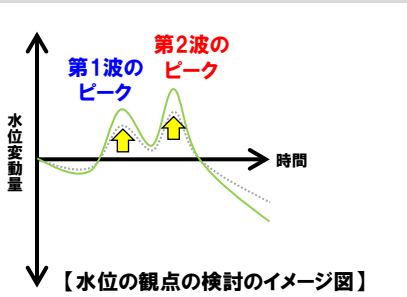 第2波の
ピーク
第1波の
ピーク
水位変動量
時間
【水位の観点の検討のイメージ図】